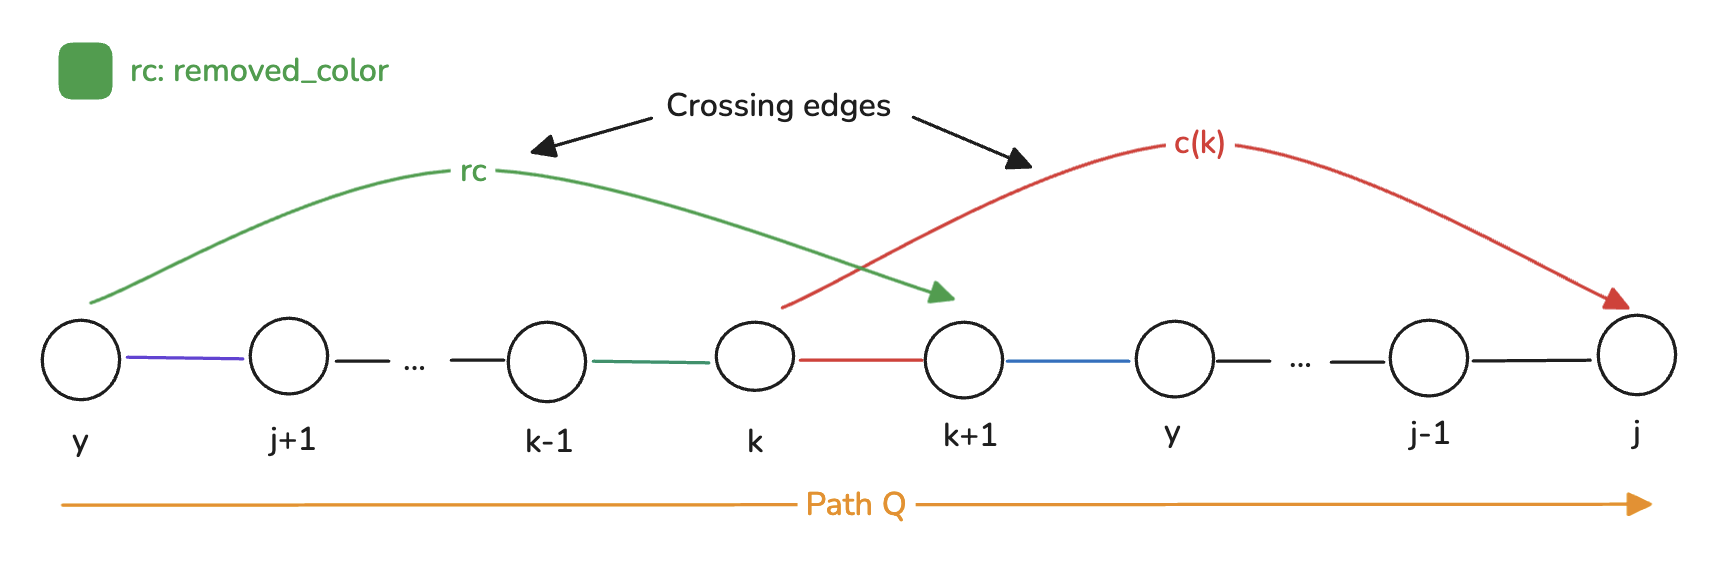 rc: removed_color
Crossing edges
rc
c(k)
...
...
y
j+1
k-1
k
k+1
y
j-1
j
Path Q